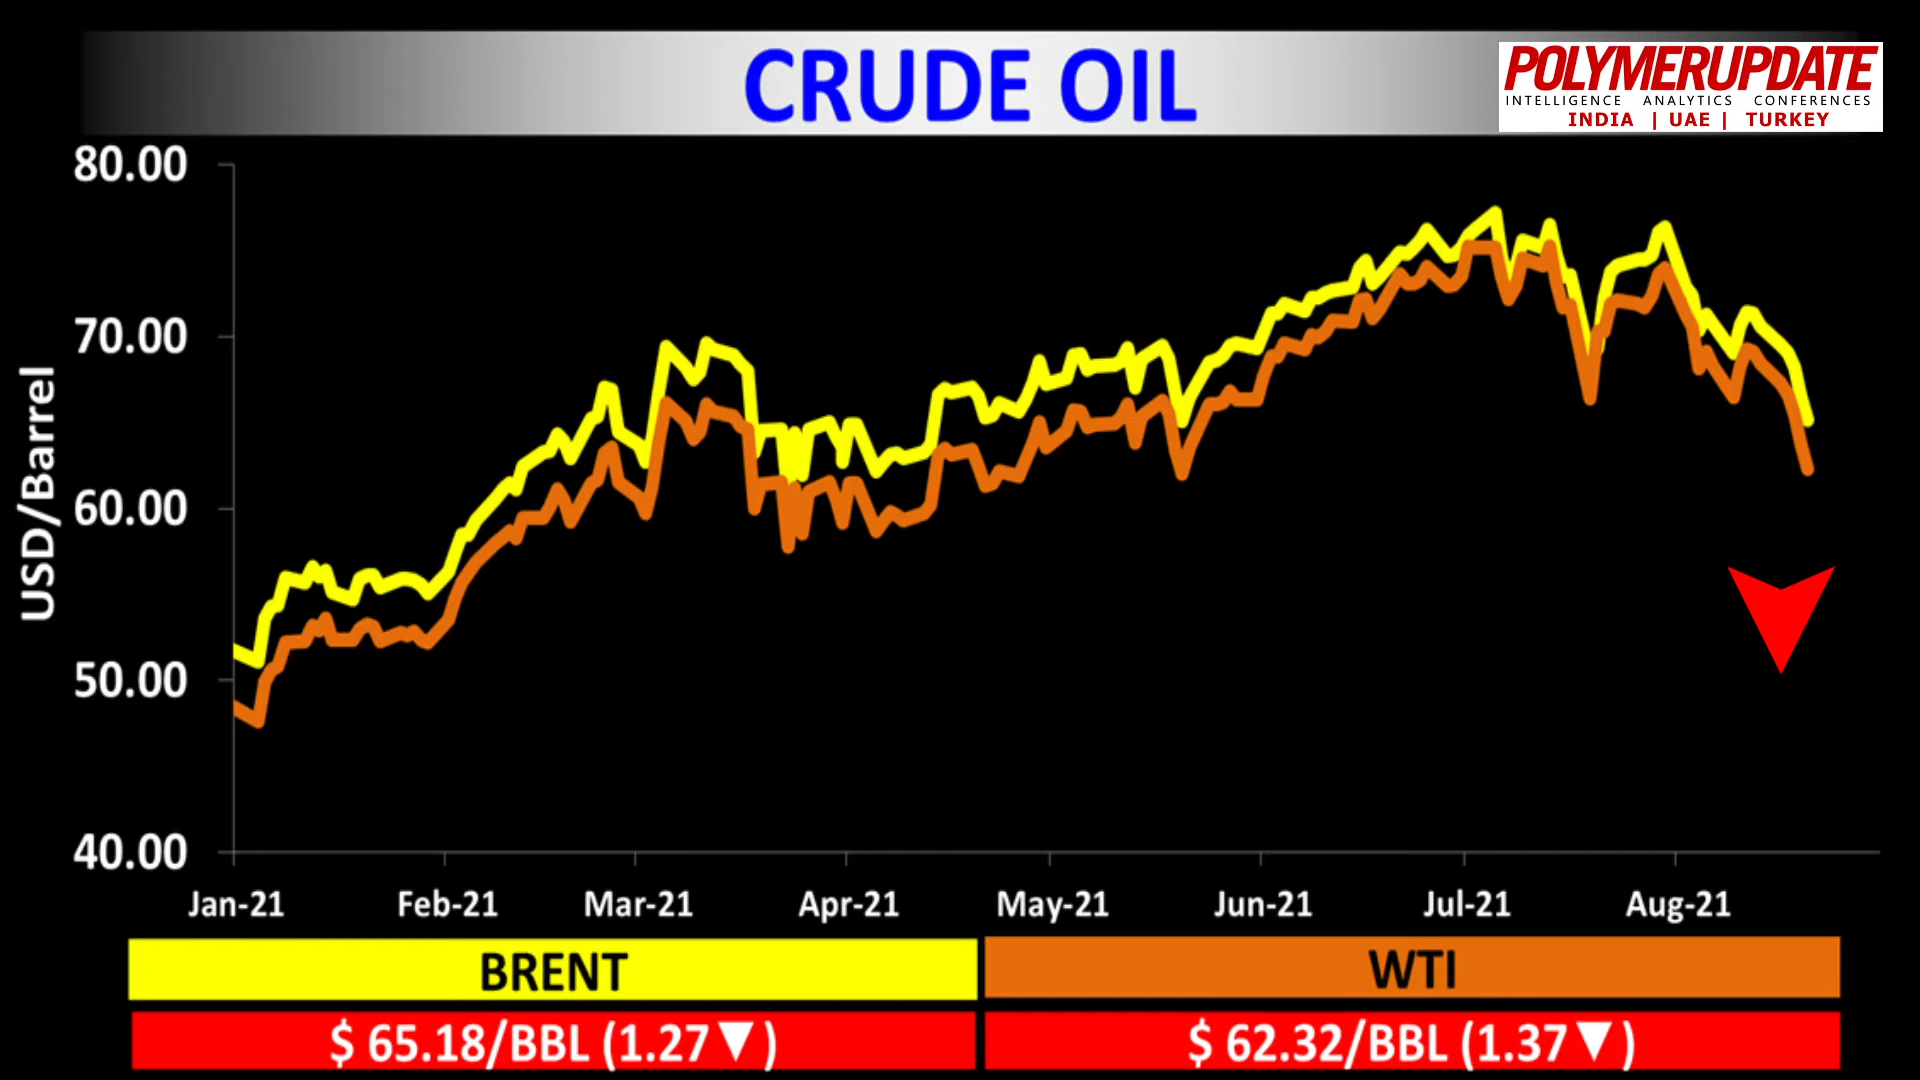 CRUDE OIL
POLYMERUPDATE
INTELLIGENCE ANALYTICS CONFERENCES
INDIA | UAE | TURKEY
USD/Barrel
80.00
70.00
60.00
50.00
40.00
Jan-21 Feb-21 Mar-21 Apr-21 May-21 Jun-21 Jul-21 Aug-21
BRENT WTI
$ 65.18/BBL (1.27▼) $ 62.32/BBL (1.37▼)